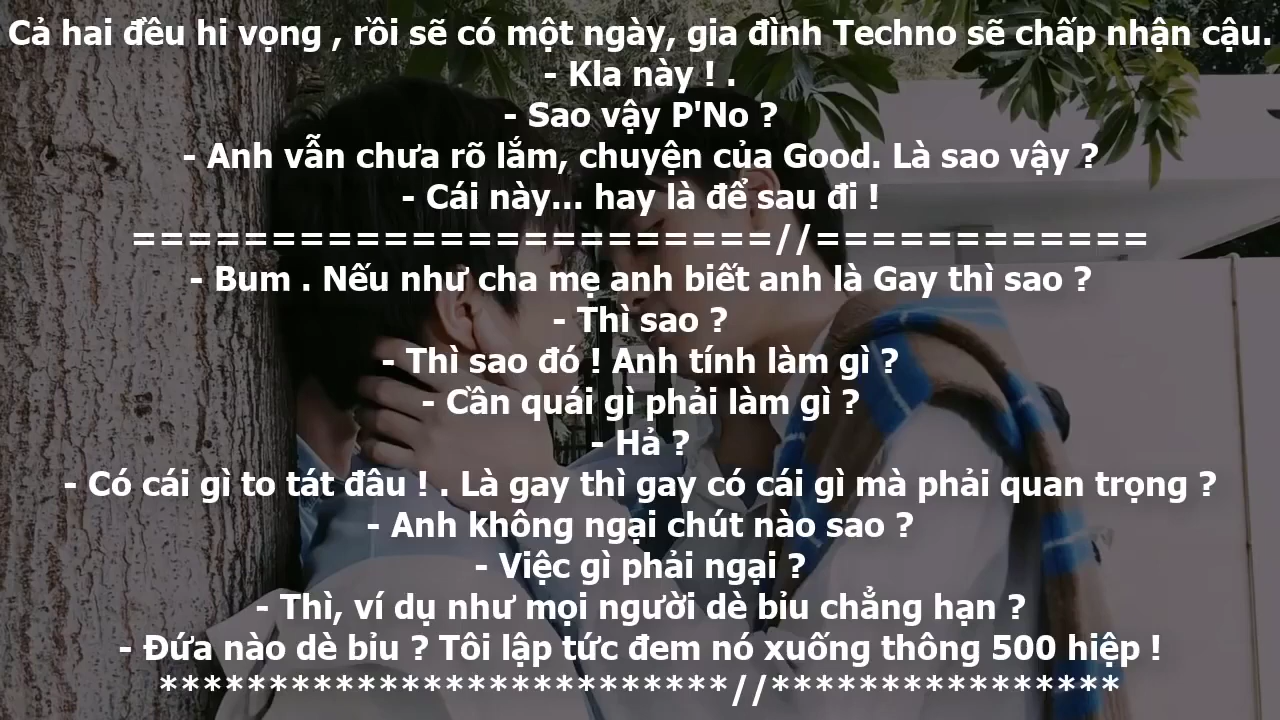 Cả hai đều hi vọng , rồi sẽ có một ngày, gia đình Techno sẽ chấp nhận cậu.
- Kla này ! .
- Sao vậy P'No ?
- Anh vẫn chưa rõ lắm, chuyện của Good. Là sao vậy ?
- Cái này... hay là để sau đi !
=======================//============
- Bum . Nếu như cha mẹ anh biết anh là Gay thì sao ?
- Thì sao ?
- Thì sao đó ! Anh tính làm gì ?
- Cần quái gì phải làm gì ?
- Hả ?
- Có cái gì to tát đâu ! . Là gay thì gay có cái gì mà phải quan trọng ?
- Anh không ngại chút nào sao ?
- Việc gì phải ngại ?
- Thì, ví dụ như mọi người dè bỉu chẳng hạn ?
- Đứa nào dè bỉu ? Tôi lập tức đem nó xuống thông 500 hiệp !
**************************//****************